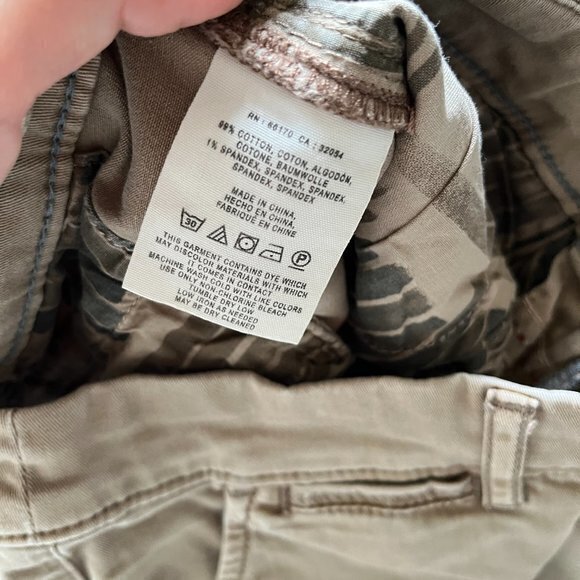 RN: 66170 CA: 32054
99% COTTON, COTON, ALGODÓN,
COTONE, BAUMWOLLE
1% SPANDEX, SPANDEX, SPANDEX,
SPANDEX, SPANDEX
MADE IN CHINA,
HECHO EN CHINA,
FABRIQUÉ EN CHINE
30 P
THIS GARMENT CONTAINS DYE WHICH
MAY DISCOLOR MATERIALS WITH WHICH
IT COMES IN CONTACT
MACHINE WASH COLD WITH LIKE COLORS
USE ONLY NON-CHLORINE BLEACH
TUMBLE DRY LOW
LOW IRON AS NEEDED
MAY BE DRY CLEANED